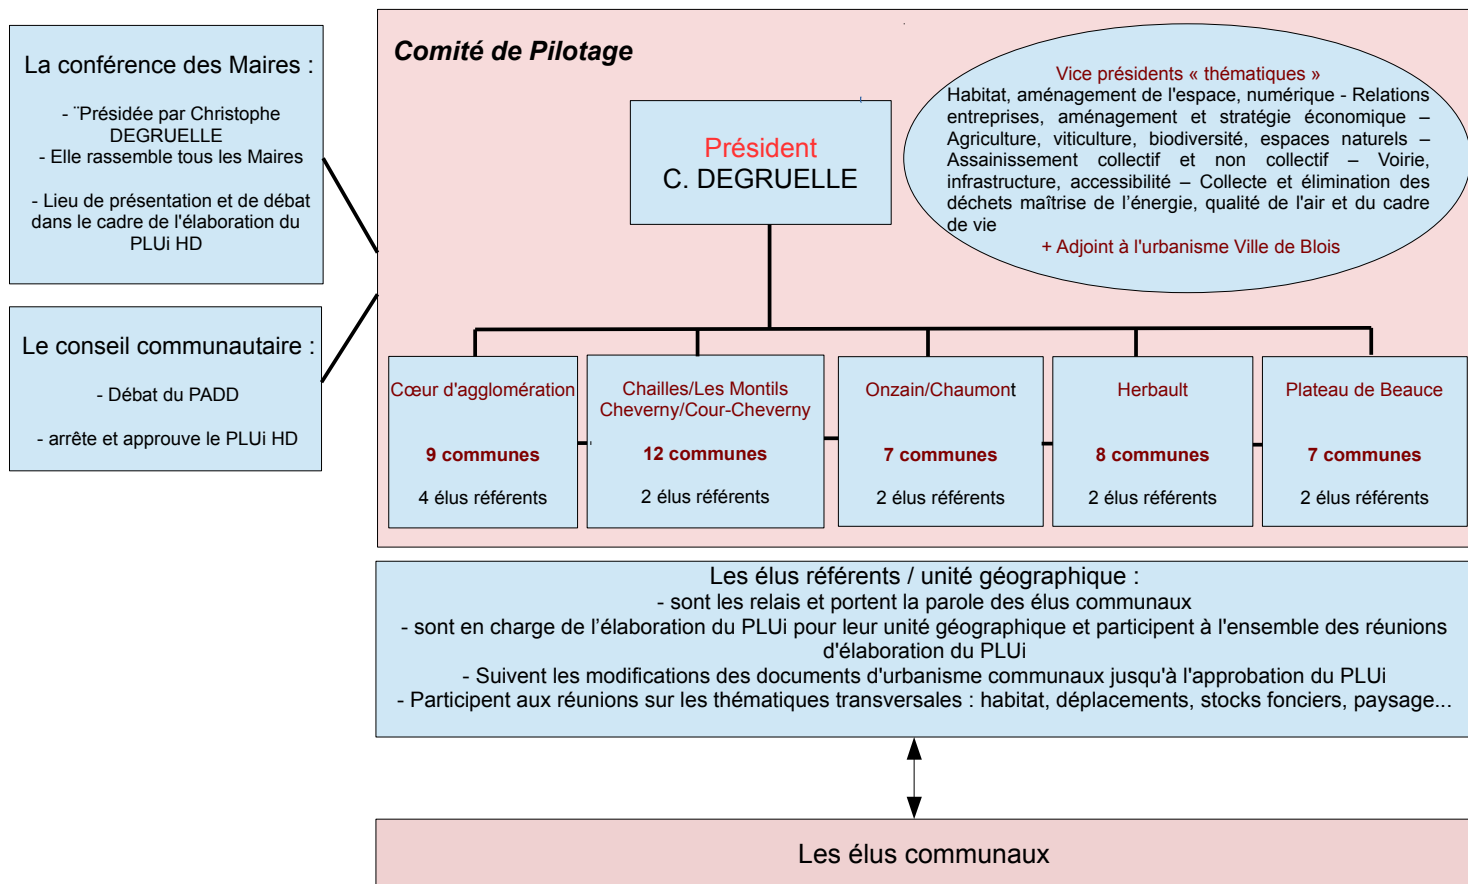 La conférence des Maires :
- ¨Présidée par Christophe
DEGRUELLE
- Elle rassemble tous les Maires
- Lieu de présentation et de débat
dans le cadre de l'élaboration du
PLUi HD
Le conseil communautaire :
- Débat du PADD
- arrête et approuve le PLUi HD
Comité de Pilotage
Président
C. DEGRUELLE
Vice présidents « thématiques »
Habitat, aménagement de l'espace, numérique - Relations
entreprises, aménagement et stratégie économique –
Agriculture, viticulture, biodiversité, espaces naturels –
Assainissement collectif et non collectif – Voirie,
infrastructure, accessibilité – Collecte et élimination des
déchets maîtrise de l’énergie, qualité de l'air et du cadre
de vie
+ Adjoint à l'urbanisme Ville de Blois
Cœur d'agglomération
9 communes
4 élus référents
Chailles/Les Montils
Cheverny/Cour-Cheverny
12 communes
2 élus référents
Onzain/Chaumont
7 communes
2 élus référents
Herbault
8 communes
2 élus référents
Plateau de Beauce
7 communes
2 élus référents
Les élus référents / unité géographique :
- sont les relais et portent la parole des élus communaux
- sont en charge de l’élaboration du PLUi pour leur unité géographique et participent à l'ensemble des réunions
d'élaboration du PLUi
- Suivent les modifications des documents d'urbanisme communaux jusqu'à l'approbation du PLUi
- Participent aux réunions sur les thématiques transversales : habitat, déplacements, stocks fonciers, paysage...
Les élus communaux